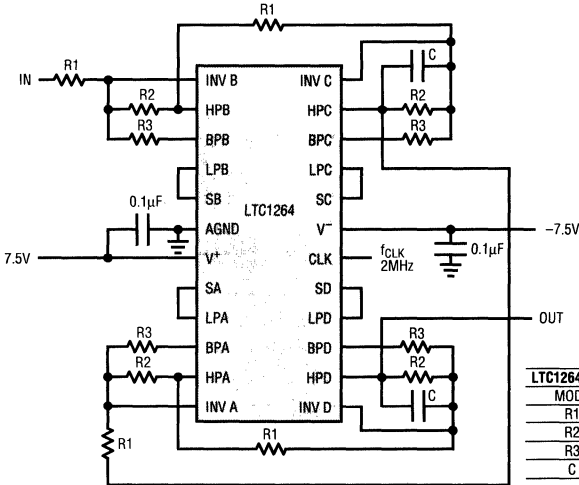 R1
R1
C
IN
INV B
INV C
R2
HPB
HPC
R2
R3
BPB
BPC
R3
LPB
LPC
0.1µF
SB
LTC1264
SC
AGND
V⁻
-7.5V
7.5V
V⁺
CLK
fCLK
2MHz
0.1µF
SA
SD
LPA
LPD
OUT
R3
BPA
BPD
R3
R2
HPA
HPD
R2
C
INV A
INV D
R1
R1
LTC1264
MOD
R1
R2
R3
C